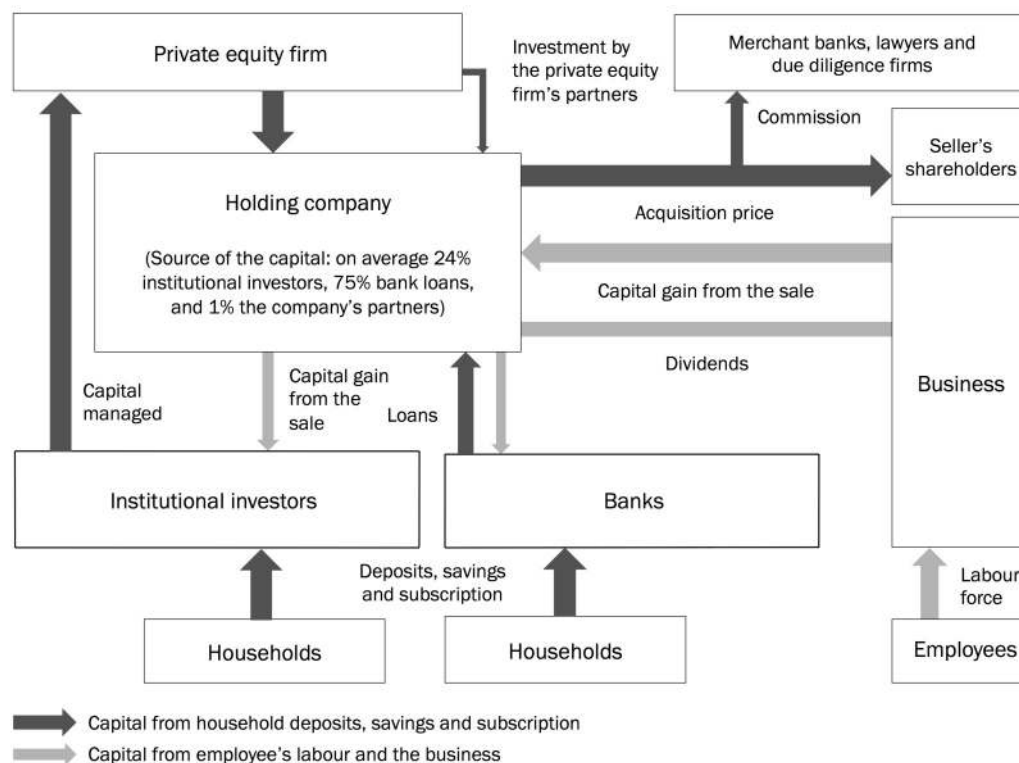 Private equity firm
Investment by
the private equity
firm's partners
Merchant banks, lawyers and
due diligence firms
Commission
Seller's
shareholders
Holding company
(Source of the capital: on average 24%
institutional investors, 75% bank loans,
and 1% the company's partners)
Acquisition price
Capital gain from the sale
Dividends
Business
Capital
managed
Capital gain
from the
sale
Loans
Institutional investors
Banks
Deposits, savings
and subscription
Labour
force
Households
Households
Employees
Capital from household deposits, savings and subscription
Capital from employee's labour and the business